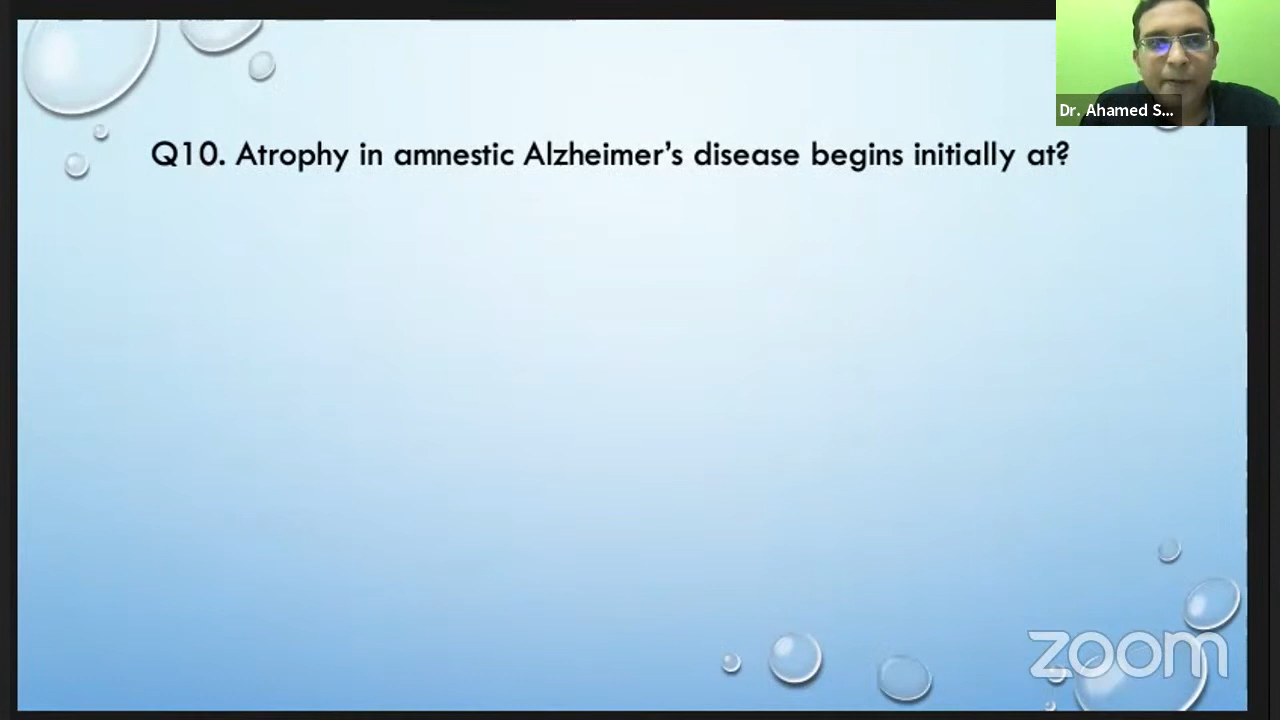 Dr. Ahamed S...
Q10. Atrophy in amnestic Alzheimer's disease begins initially at?
zoom